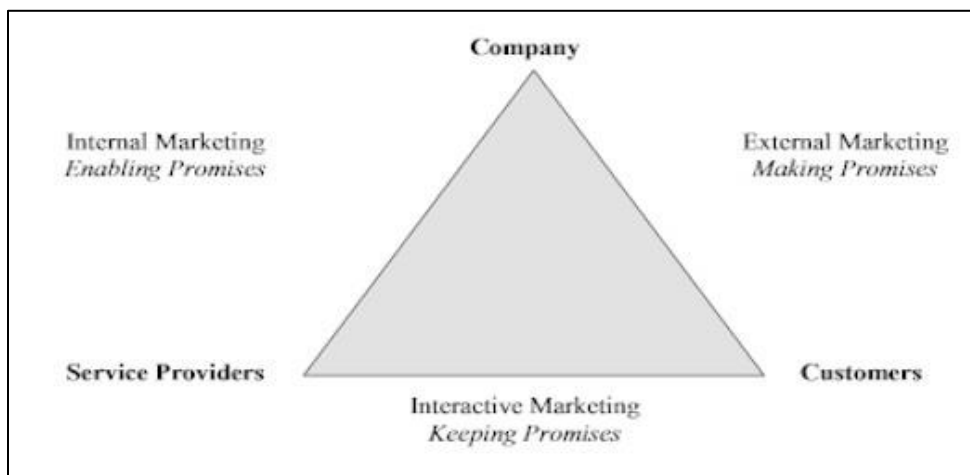 Company
Internal Marketing
Enabling Promises
External Marketing
Making Promises
Service Providers
Customers
Interactive Marketing
Keeping Promises